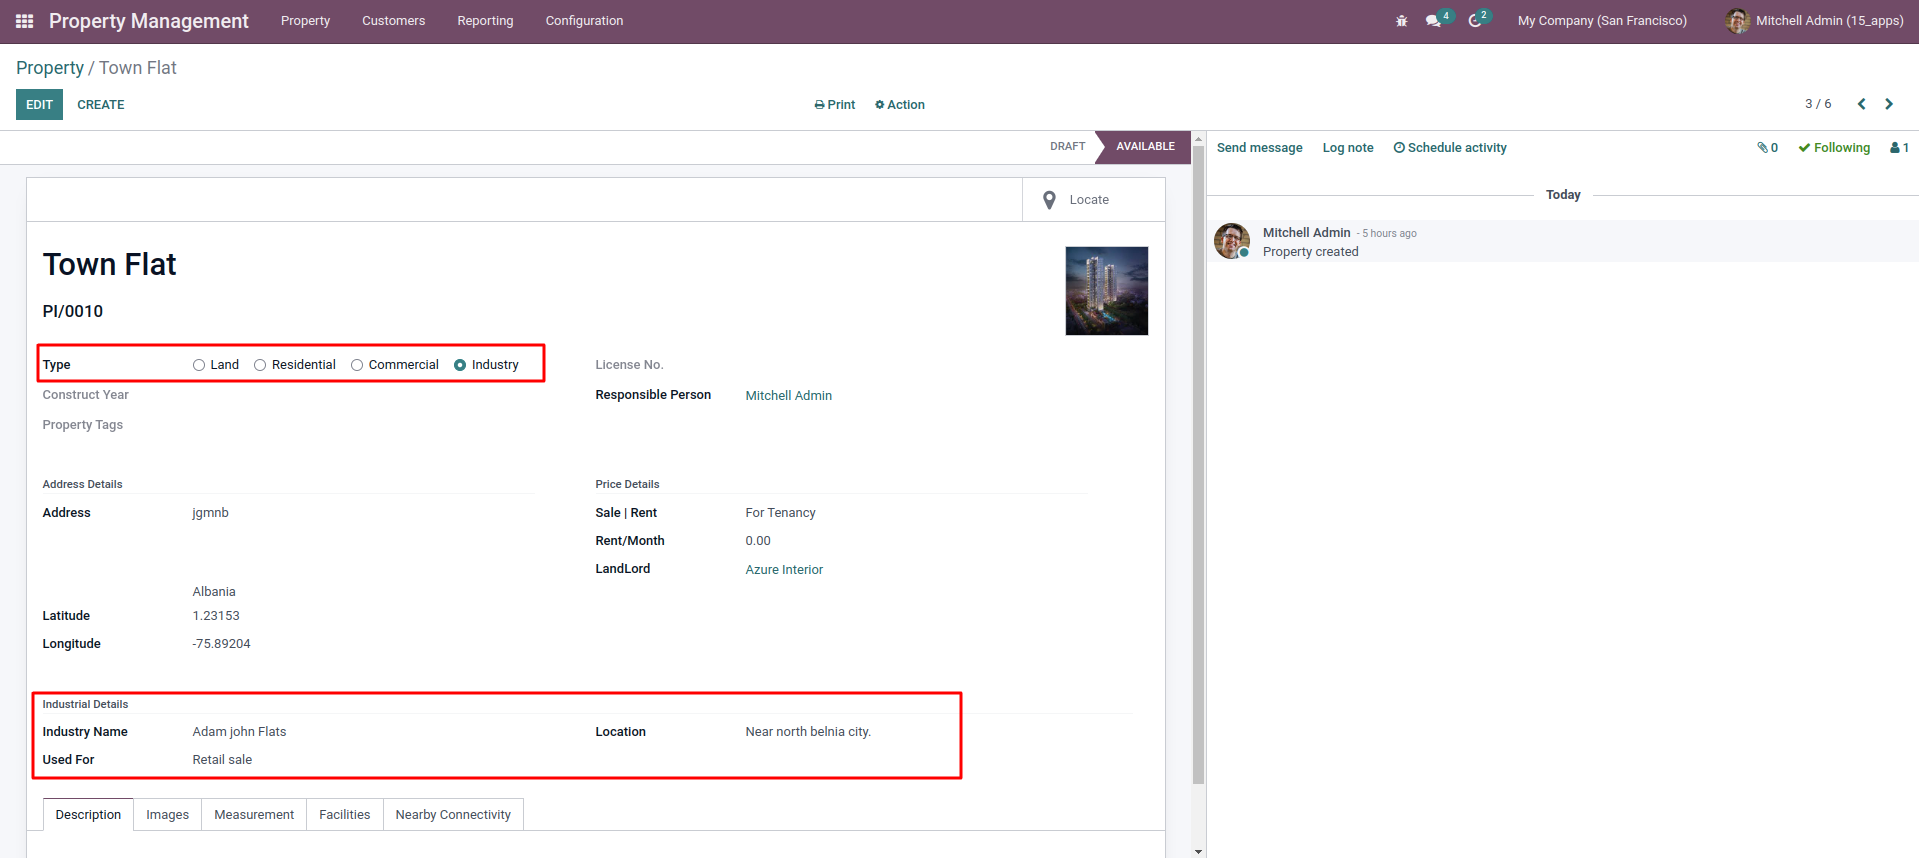 Property Management Property Customers Reporting Configuration 4 2 My Company (San Francisco) Mitchell Admin (15_apps)
Property / Town Flat
EDIT CREATE Print Action 3 / 6
DRAFT AVAILABLE
Send message Log note Schedule activity 0 Following 1
Locate
Today
Mitchell Admin - 5 hours ago
Property created
Town Flat
PI/0010
Type Land Residential Commercial Industry
License No.
Construct Year
Responsible Person Mitchell Admin
Property Tags
Address Details
Price Details
Address jgmnb
Sale | Rent For Tenancy
Rent/Month 0.00
LandLord Azure Interior
Albania
Latitude 1.23153
Longitude -75.89204
Industrial Details
Industry Name Adam john Flats
Location Near north belnia city.
Used For Retail sale
Description Images Measurement Facilities Nearby Connectivity